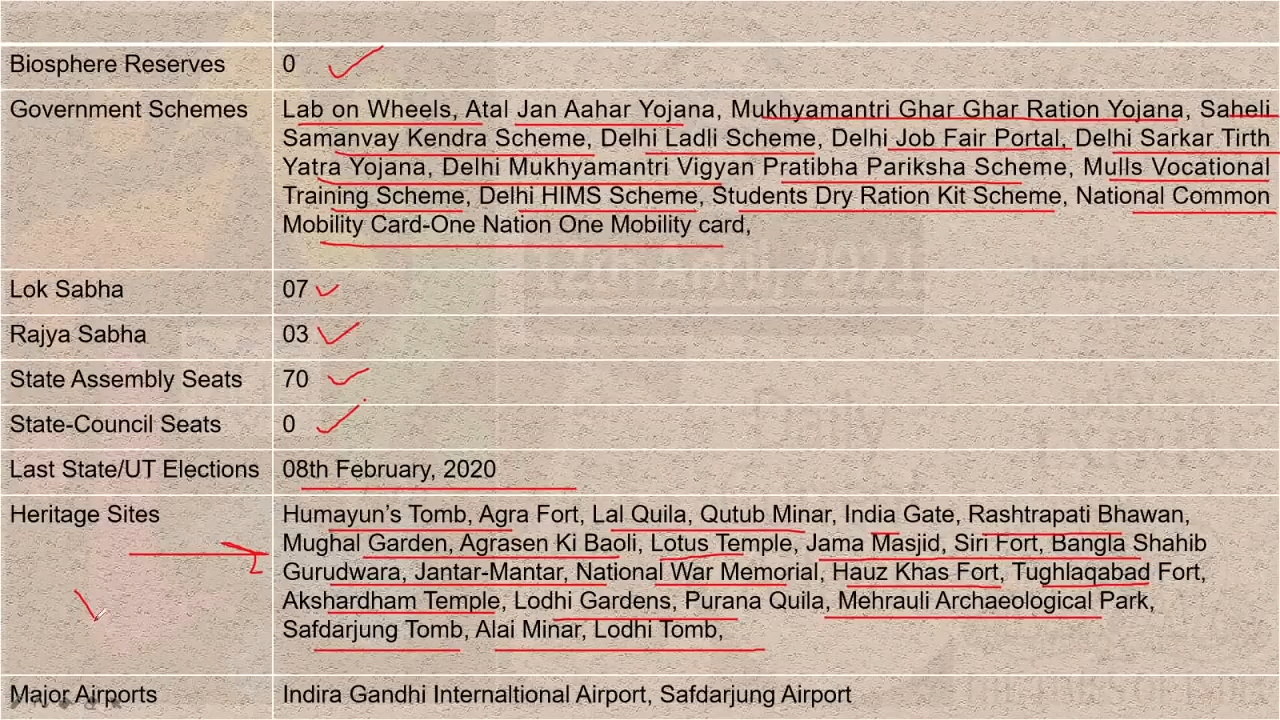 Biosphere Reserves 0
Government Schemes Lab on Wheels, Atal Jan Aahar Yojana, Mukhyamantri Ghar Ghar Ration Yojana, Saheli
Samanvay Kendra Scheme, Delhi Ladli Scheme, Delhi Job Fair Portal, Delhi Sarkar Tirth
Yatra Yojana, Delhi Mukhyamantri Vigyan Pratibha Pariksha Scheme, Mulls Vocational
Training Scheme, Delhi HIMS Scheme, Students Dry Ration Kit Scheme, National Common
Mobility Card-One Nation One Mobility card,
Lok Sabha 07
Rajya Sabha 03
State Assembly Seats 70
State-Council Seats 0
Last State/UT Elections 08th February, 2020
Heritage Sites Humayun's Tomb, Agra Fort, Lal Quila, Qutub Minar, India Gate, Rashtrapati Bhawan,
Mughal Garden, Agrasen Ki Baoli, Lotus Temple, Jama Masjid, Siri Fort, Bangla Shahib
Gurudwara, Jantar-Mantar, National War Memorial, Hauz Khas Fort, Tughlaqabad Fort,
Akshardham Temple, Lodhi Gardens, Purana Quila, Mehrauli Archaeological Park,
Safdarjung Tomb, Alai Minar, Lodhi Tomb,
Major Airports Indira Gandhi Internaltional Airport, Safdarjung Airport